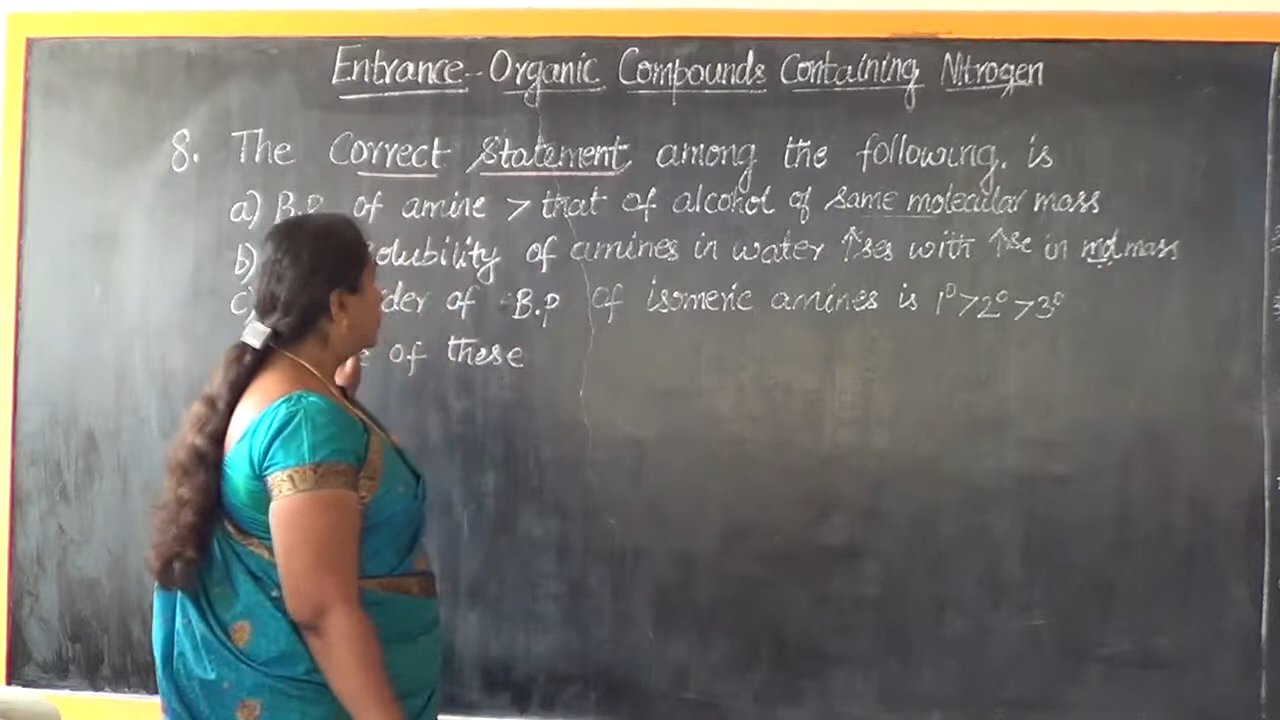 Entrance - Organic Compounds Containing Nitrogen
8. The Correct Statement among the following. is
a) B.P of amine > that of alcohol of same molecular mass
b) olubility of amines in water ↑ses with ↑se in mol mass
c) der of B.p of isomeric amines is 1° > 2° > 3°
e of these